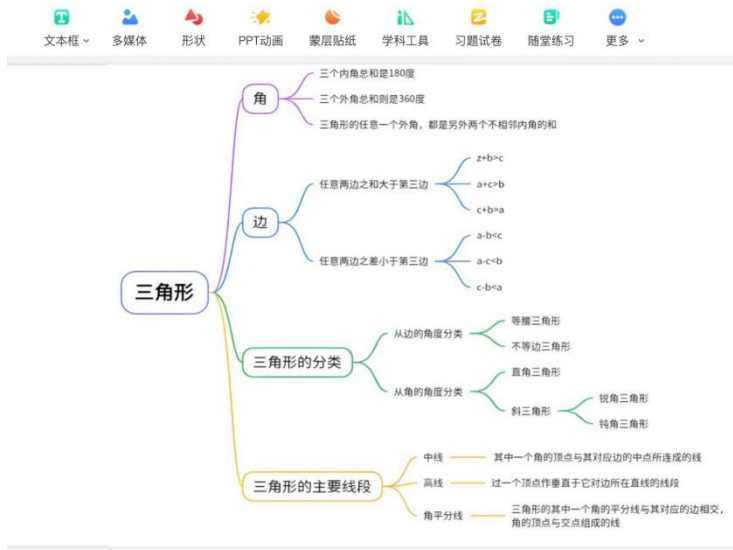 文本框
多媒体
形状
PPT动画
蒙层贴纸
学科工具
习题试卷
随堂练习
更多
三角形
角
三个内角总和是180度
三个外角总和则是360度
三角形的任意一个外角，都是另外两个不相邻内角的和
边
任意两边之和大于第三边
z+b>c
a+c>b
c+b>a
任意两边之差小于第三边
a-b<c
a-c<b
c-b<a
三角形的分类
从边的角度分类
等腰三角形
不等边三角形
从角的角度分类
直角三角形
斜三角形
锐角三角形
钝角三角形
三角形的主要线段
中线
其中一个角的顶点与其对应边的中点所连成的线
高线
过一个顶点作垂直于它对边所在直线的线段
角平分线
三角形的其中一个角的平分线与其对应的边相交，
角的顶点与交点组成的线